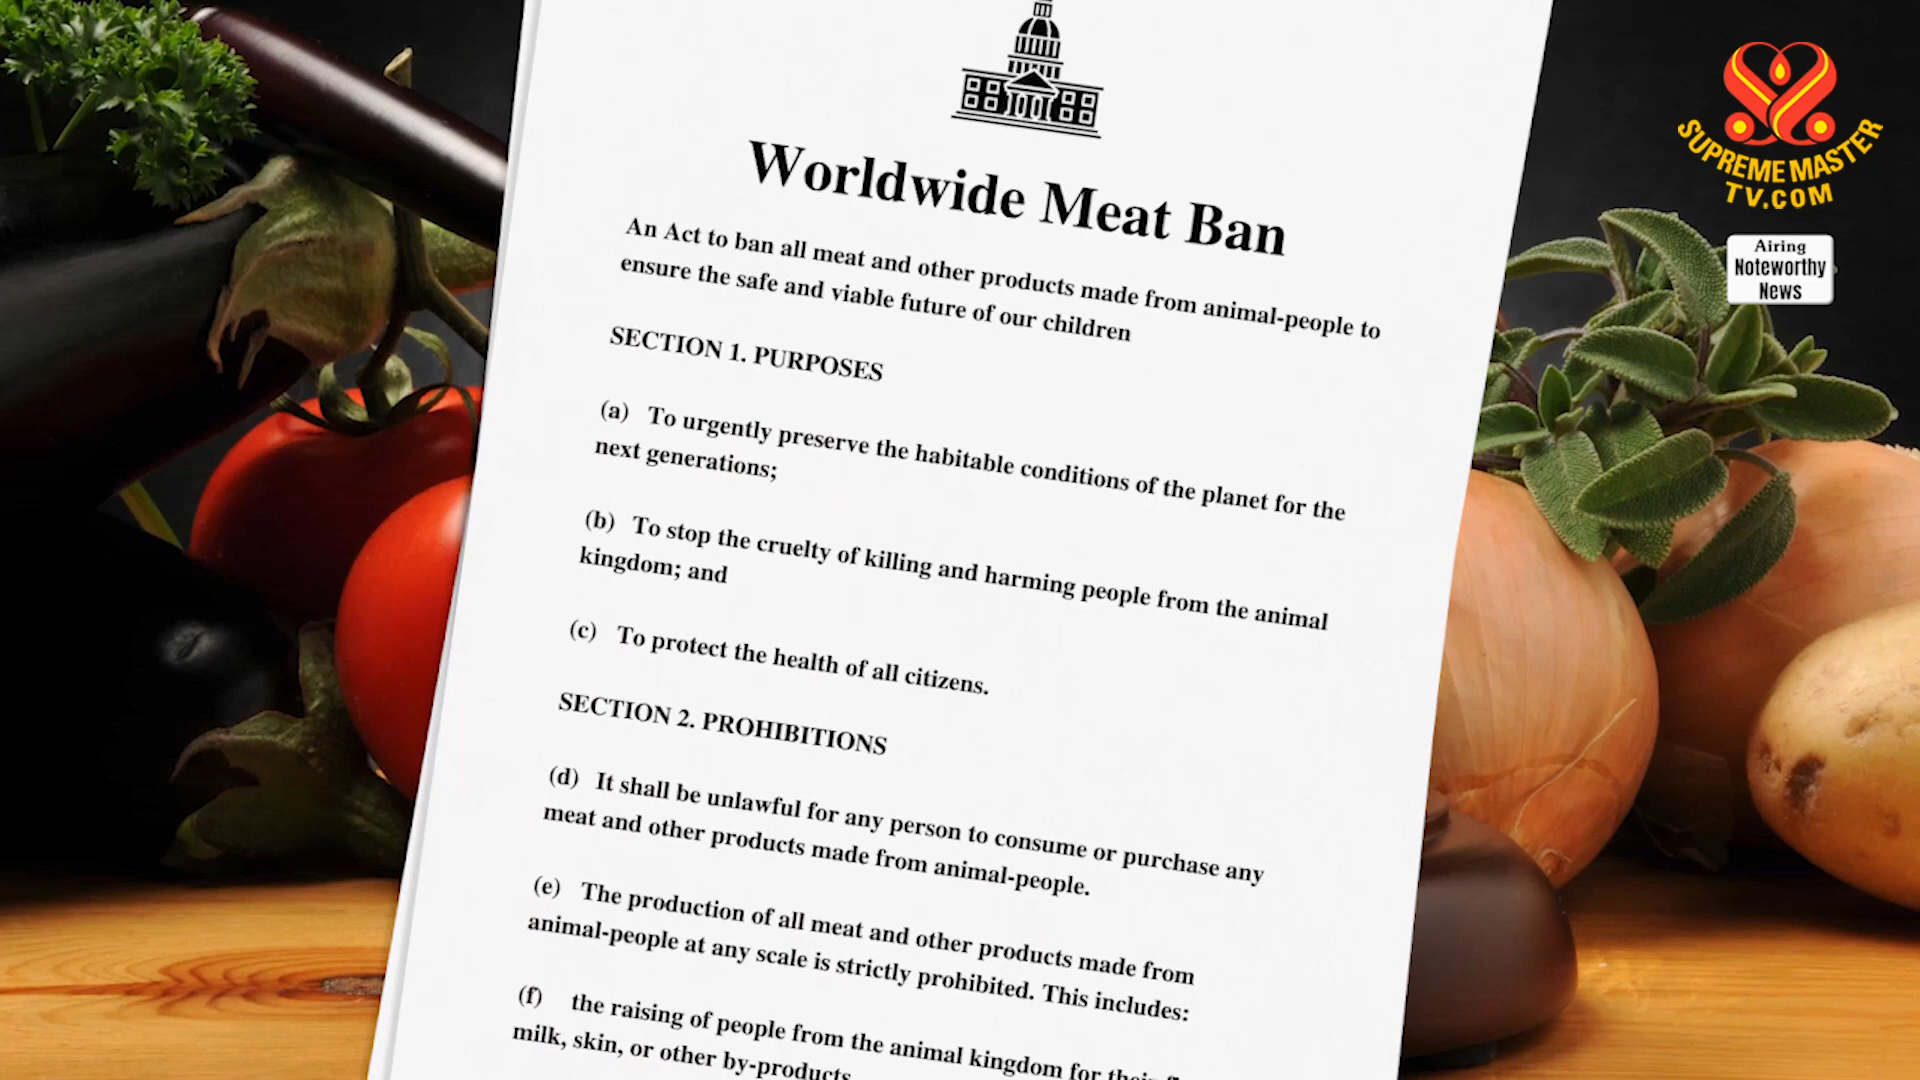 Worldwide Meat Ban
An Act to ban all meat and other products made from animal-people to
ensure the safe and viable future of our children
SECTION 1. PURPOSES
(a) To urgently preserve the habitable conditions of the planet for the
next generations;
(b) To stop the cruelty of killing and harming people from the animal
kingdom; and
(c) To protect the health of all citizens.
SECTION 2. PROHIBITIONS
(d) It shall be unlawful for any person to consume or purchase any
meat and other products made from animal-people.
(e) The production of all meat and other products made from
animal-people at any scale is strictly prohibited. This includes:
(f) the raising of people from the animal kingdom for their
milk, skin, or other by-products
SUPREME MASTER
TV.COM
Airing
Noteworthy
News